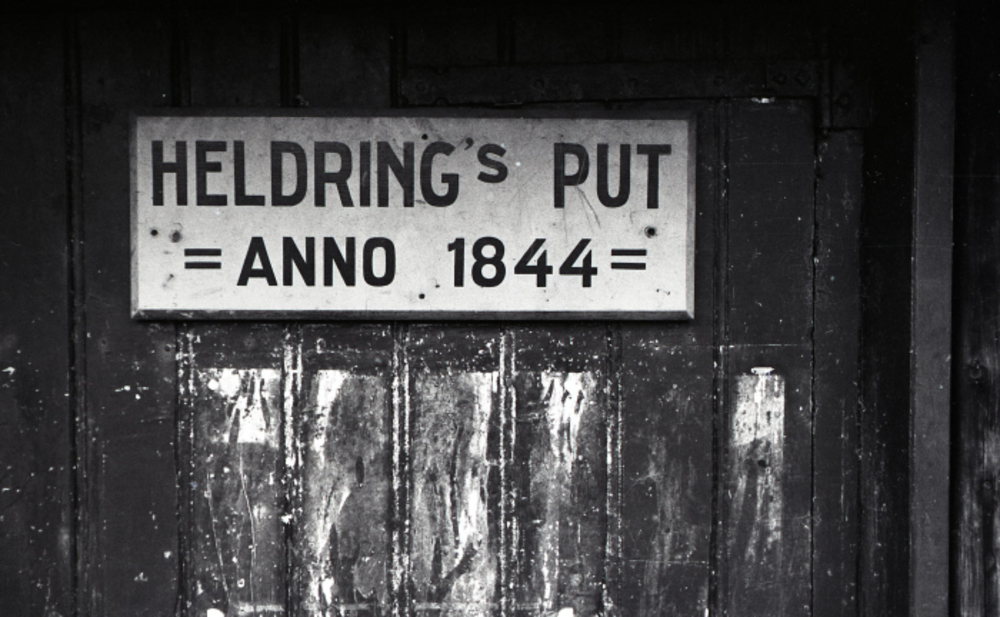 HELDRING's PUT
= ANNO 1844 =